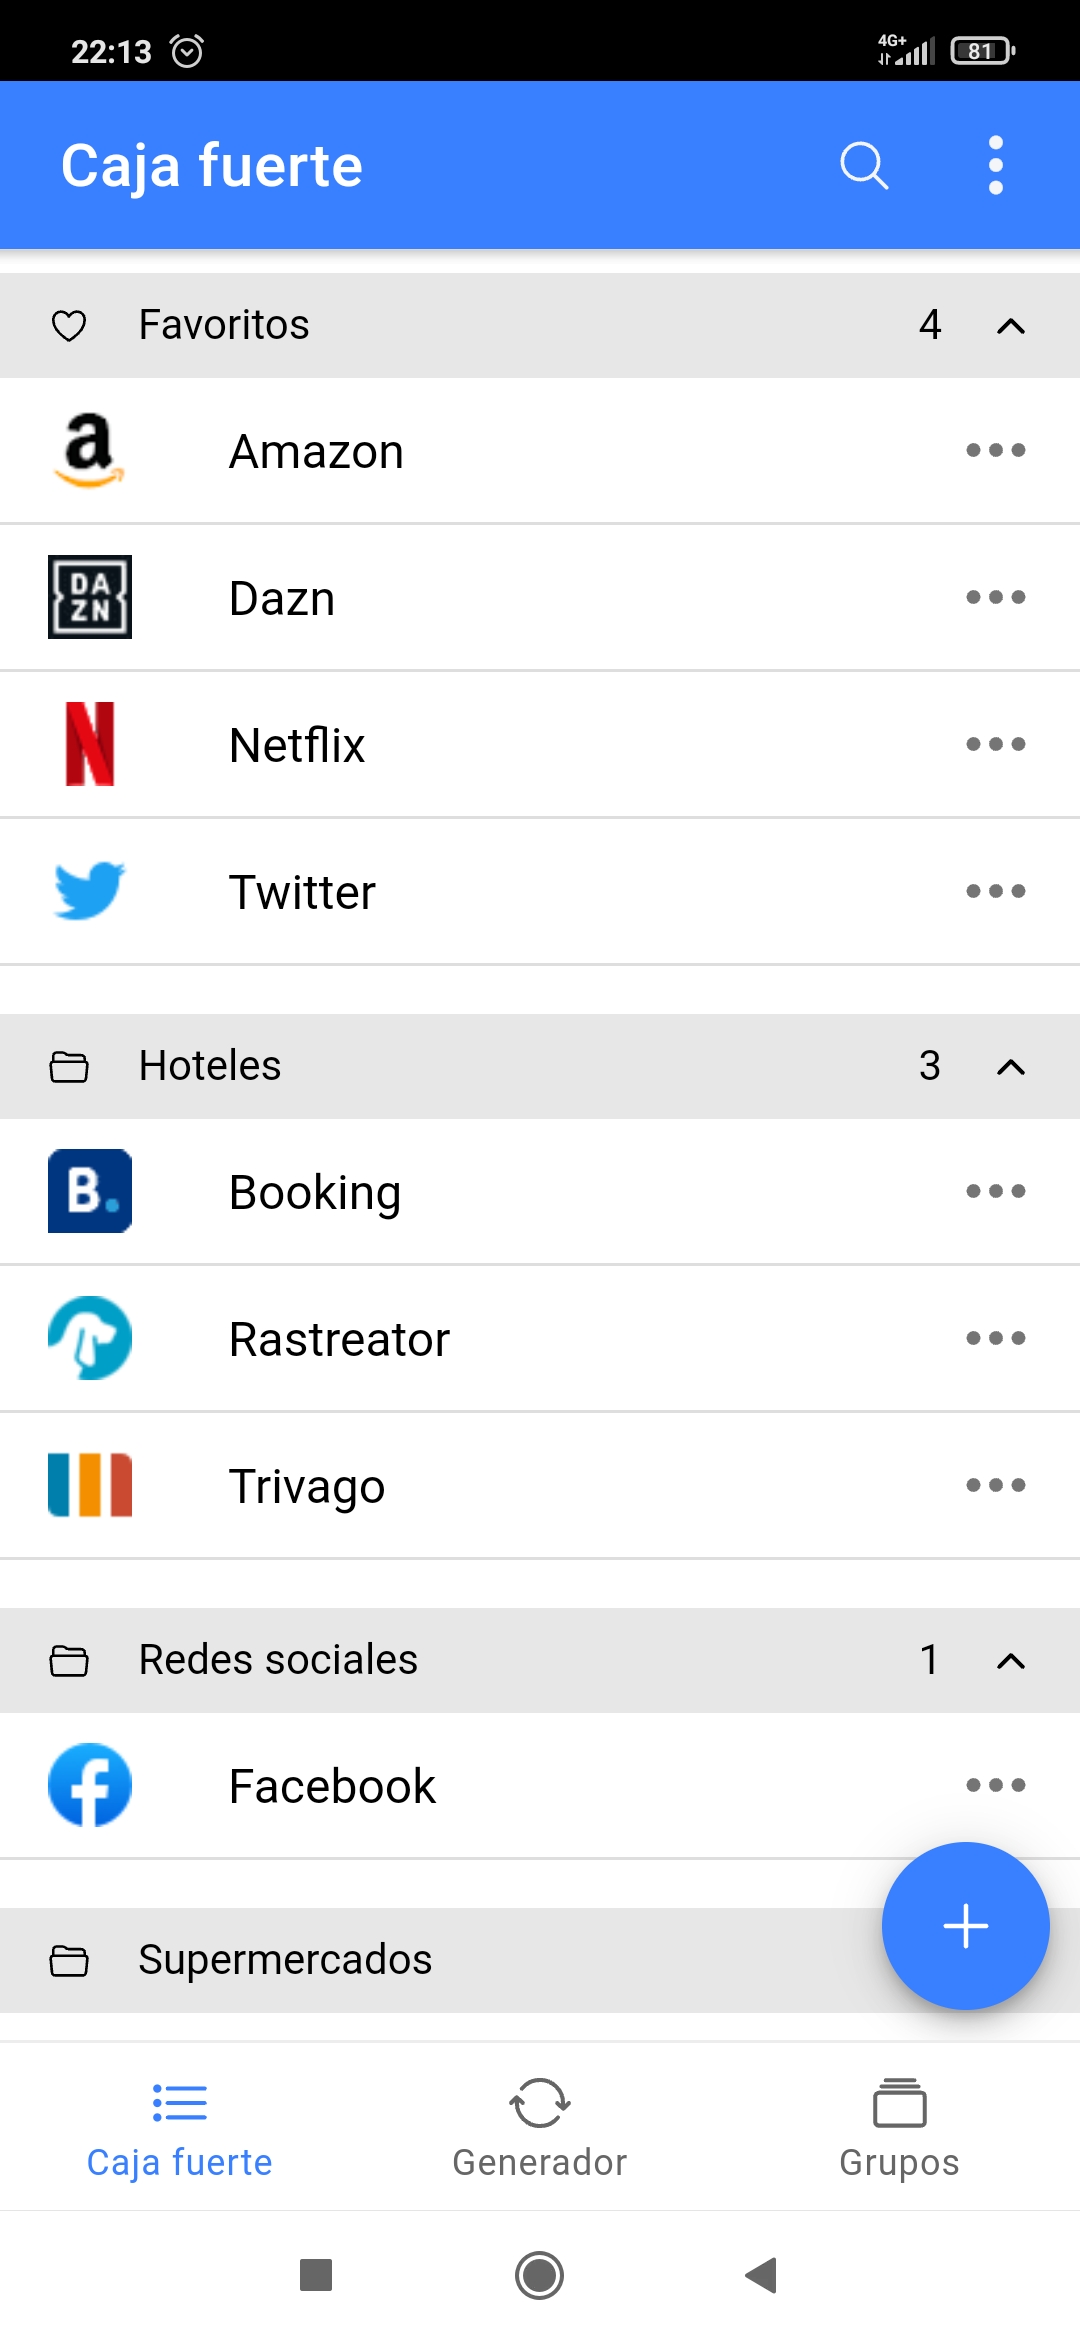 22:13 4G+ 81
Caja fuerte
Favoritos 4
a Amazon
DA
ZN Dazn
N Netflix
Twitter
Hoteles 3
B. Booking
Rastreator
Trivago
Redes sociales 1
f Facebook
Supermercados
Caja fuerte Generador Grupos